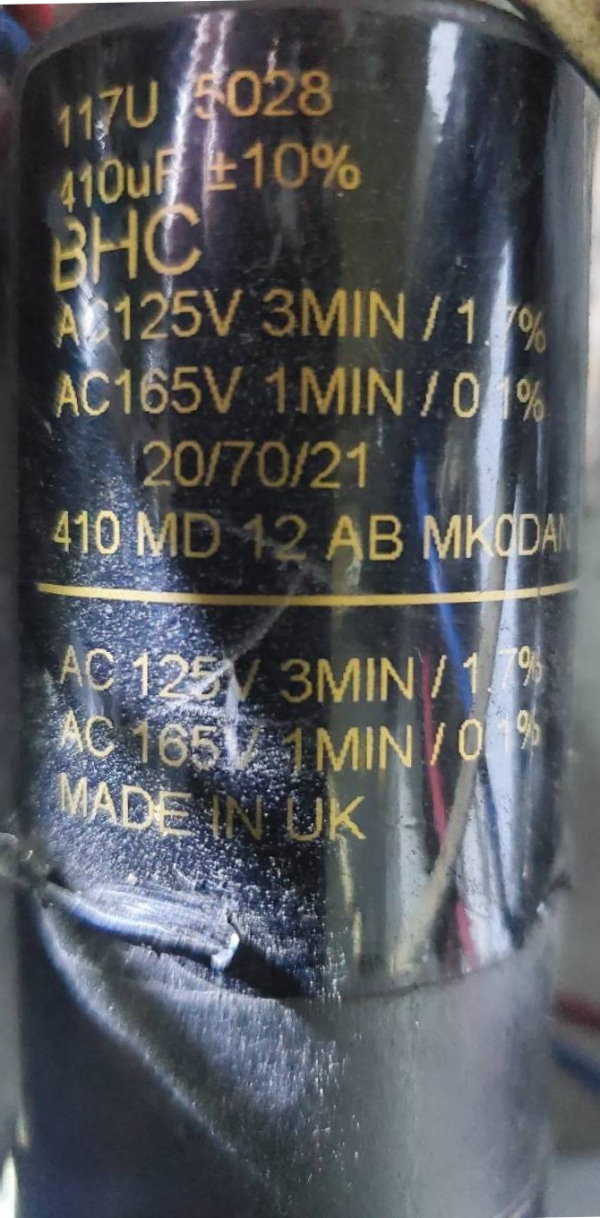 117U 5028
410uF ±10%
BHC
AC125V 3MIN / 1.7%
AC165V 1MIN / 0.1%
20/70/21
410 MD 12 AB MK0DAN
AC 125V 3MIN / 1.7%
AC 165V 1MIN / 0.1%
MADE IN UK